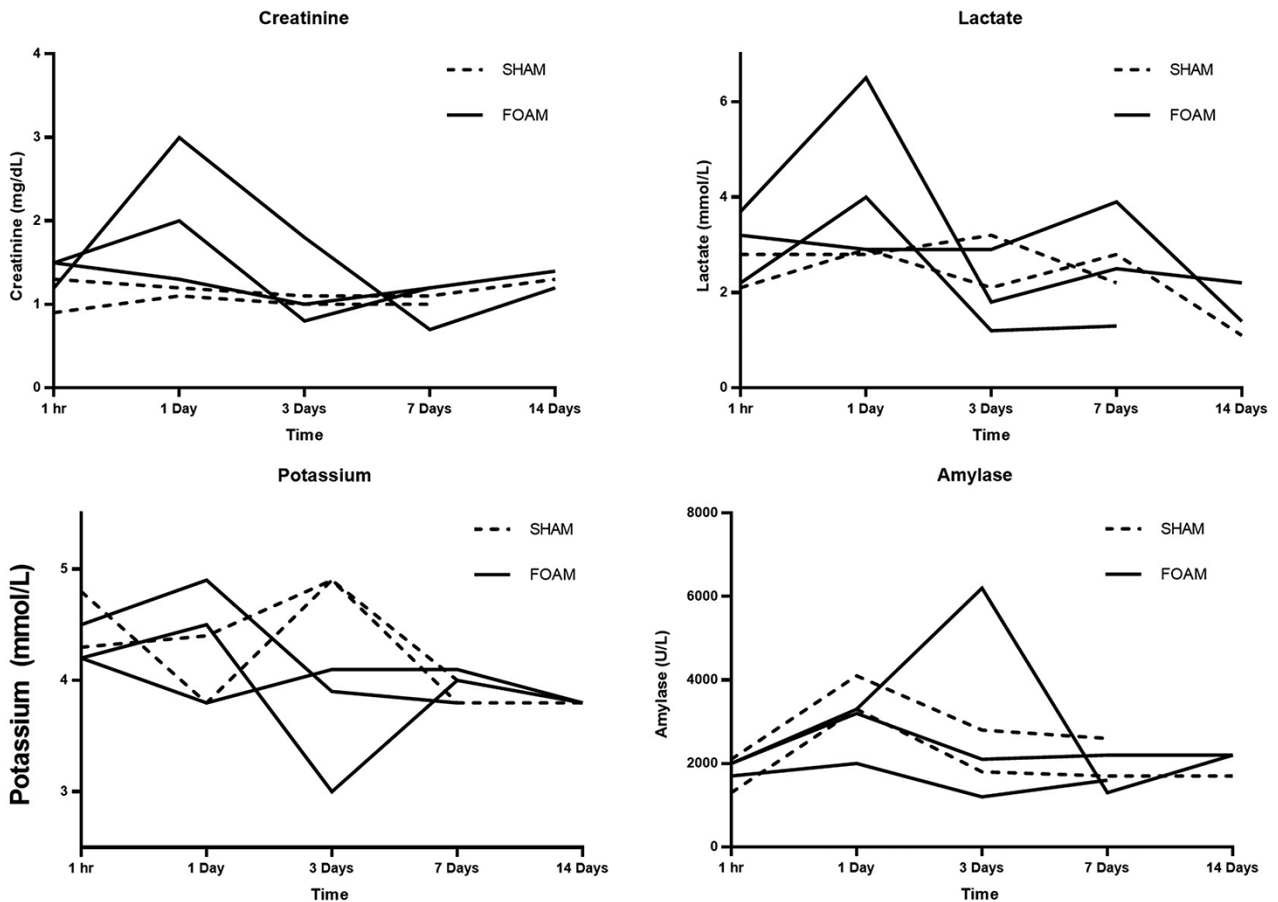 Creatinine
Creatinine (mg/dL)
4
3
2
1
0
SHAM
FOAM
1 hr 1 Day 3 Days 7 Days 14 Days
Time
Lactate
Lactate (mmol/L)
6
4
2
0
SHAM
FOAM
1 hr 1 Day 3 Days 7 Days 14 Days
Time
Potassium
Potassium (mmol/L)
5
4
3
SHAM
FOAM
1 hr 1 Day 3 Days 7 Days 14 Days
Time
Amylase
Amylase (U/L)
8000
6000
4000
2000
0
SHAM
FOAM
1 hr 1 Day 3 Days 7 Days 14 Days
Time